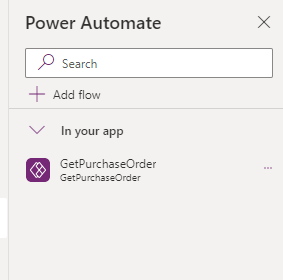 Power Automate
Search
Add flow
In your app
GetPurchaseOrder
GetPurchaseOrder